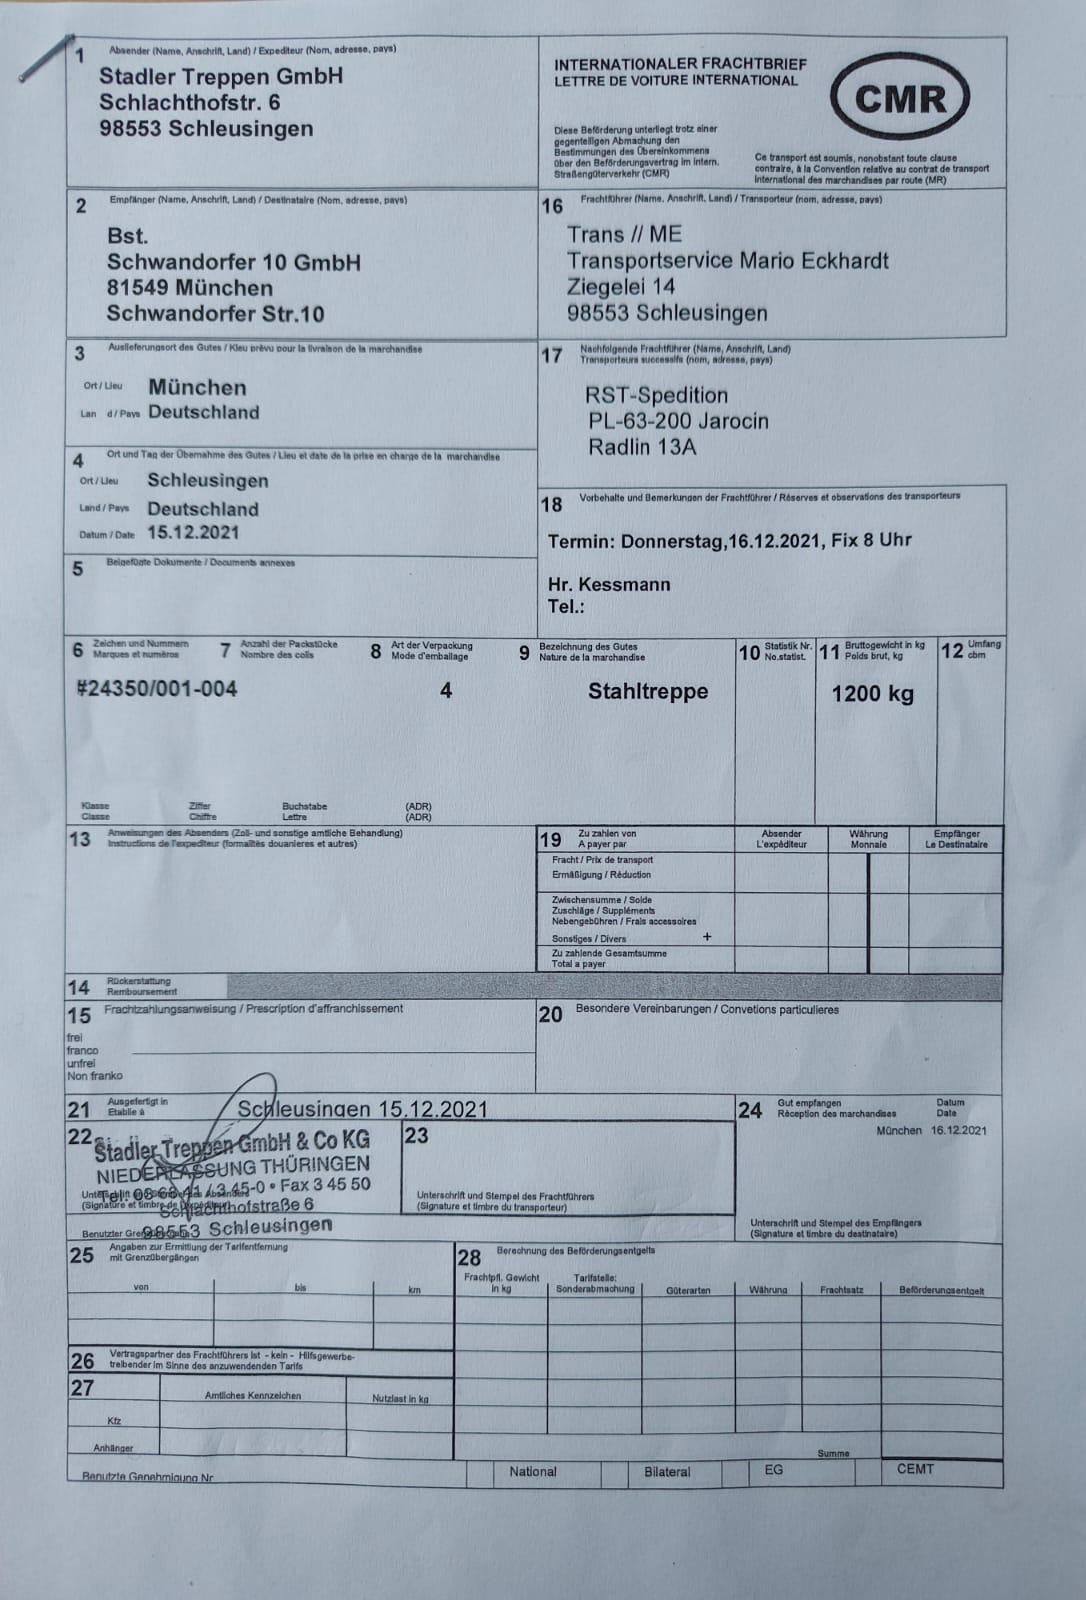 1 Absender (Name, Anschrift, Land) / Expediteur (Nom, adresse, pays)
Stadler Treppen GmbH
Schlachthofstr. 6
98553 Schleusingen
INTERNATIONALER FRACHTBRIEF
LETTRE DE VOITURE INTERNATIONAL
CMR
Diese Beförderung unterliegt trotz einer
gegenteiligen Abmachung den
Bestimmungen des Übereinkommens
über den Beförderungsvertrag im intern.
Straßengüterverkehr (CMR)
Ce transport est soumis, nonobstant toute clause
contraire, à la Convention relative au contrat de transport
International des marchandises par route (MR)
2 Empfänger (Name, Anschrift, Land) / Destinataire (Nom, adresse, pays)
Bst.
Schwandorfer 10 GmbH
81549 München
Schwandorfer Str.10
16 Frachtführer (Name, Anschrift, Land) / Transporteur (nom, adresse, pays)
Trans // ME
Transportservice Mario Eckhardt
Ziegelei 14
98553 Schleusingen
3 Auslieferungsort des Gutes / Kleu prévu pour la livraison de la marchandise
Ort / Lieu München
Lan d / Pays Deutschland
17 Nachfolgende Frachtführer (Name, Anschrift, Land)
Transporteurs successifs (nom, adresse, pays)
RST-Spedition
PL-63-200 Jarocin
Radlin 13A
4 Ort und Tag der Übernahme des Gutes / Lieu et date de la prise en charge de la marchandise
Ort / Lieu Schleusingen
Land / Pays Deutschland
Datum / Date 15.12.2021
18 Vorbehalte und Bemerkungen der Frachtführer / Réserves et observations des transporteurs
Termin: Donnerstag,16.12.2021, Fix 8 Uhr
Hr. Kessmann
Tel.:
5 Beigefügte Dokumente / Documents annexes
6 Zeichen und Nummern
Marques et numéros
7 Anzahl der Packstücke
Nombre des colis
8 Art der Verpackung
Mode d'emballage
9 Bezeichnung des Gutes
Nature de la marchandise
10 Statistik Nr.
No.statist.
11 Bruttogewicht in kg
Poids brut, kg
12 Umfang
cbm
#24350/001-004 4 Stahltreppe 1200 kg
Klasse Ziffer Buchstabe (ADR)
Classe Chiffre Lettre (ADR)
13 Anweisungen des Absenders (Zoll- und sonstige amtliche Behandlung)
Instructions de l'expediteur (formalités douanieres et autres)
19 Zu zahlen von
A payer par
Absender
L'expéditeur
Währung
Monnaie
Empfänger
Le Destinataire
Fracht / Prix de transport
Ermäßigung / Réduction
Zwischensumme / Solde
Zuschläge / Suppléments
Nebengebühren / Frais accessoires
Sonstiges / Divers +
Zu zahlende Gesamtsumme
Total a payer
14 Rückerstattung
Remboursement
15 Frachtzahlungsanweisung / Prescription d'affranchissement
frei
franco
unfrei
Non franko
20 Besondere Vereinbarungen / Convetions particulieres
21 Ausgefertigt in
Etablie à
Schleusingen 15.12.2021
24 Gut empfangen
Réception des marchandises
Datum
Date
München 16.12.2021
22 Stadler Treppen GmbH & Co KG
NIEDERLASSUNG THÜRINGEN
Tel. 03 68 41 / 3 45-0 • Fax 3 45 50
Schlachthofstraße 6
98553 Schleusingen
(Signature et timbre de l'expéditeur)
23
Unterschrift und Stempel des Frachtführers
(Signature et timbre du transporteur)
Unterschrift und Stempel des Empfängers
(Signature et timbre du destinataire)
25 Angaben zur Ermittlung der Tarifentfernung
mit Grenzübergängen
von bis km
28 Berechnung des Beförderungsentgelts
Frachtpfl. Gewicht
in kg
Tarifstelle:
Sonderabmachung
Güterarten Währung Frachtsatz Beförderungsentgelt
26 Vertragspartner des Frachtführers ist - kein - Hilfsgewerbe-
treibender im Sinne des anzuwendenden Tarifs
27 Amtliches Kennzeichen Nutzlast in kg
Kfz
Anhänger
Summe
Benutzte Genehmigung Nr National Bilateral EG CEMT